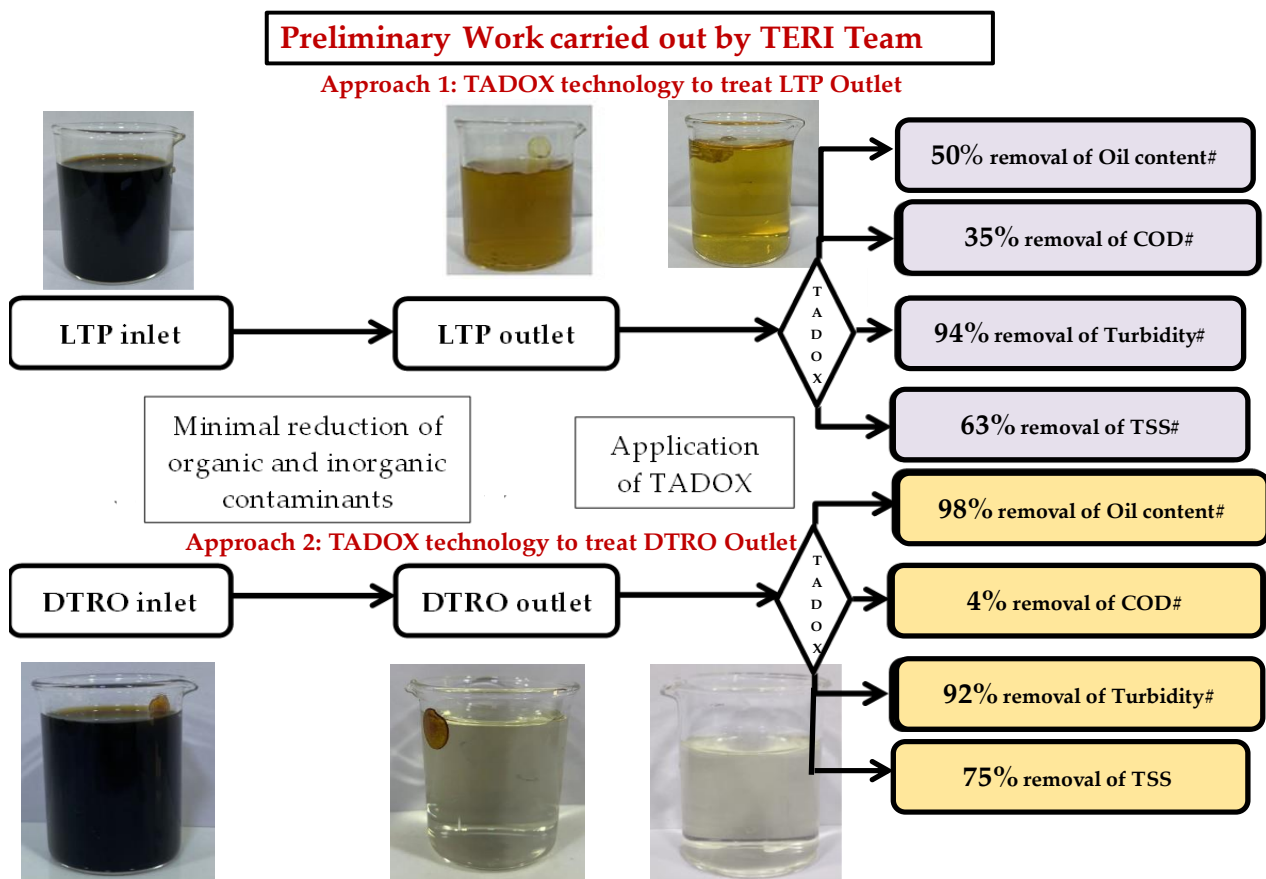 Preliminary Work carried out by TERI Team
Approach 1: TADOX technology to treat LTP Outlet
50% removal of Oil content#
35% removal of COD#
LTP inlet
LTP outlet
T
A
D
O
X
94% removal of Turbidity#
63% removal of TSS#
Minimal reduction of
organic and inorganic
contaminants
Application
of TADOX
98% removal of Oil content#
Approach 2: TADOX technology to treat DTRO Outlet
DTRO inlet
DTRO outlet
T
A
D
O
X
4% removal of COD#
92% removal of Turbidity#
75% removal of TSS